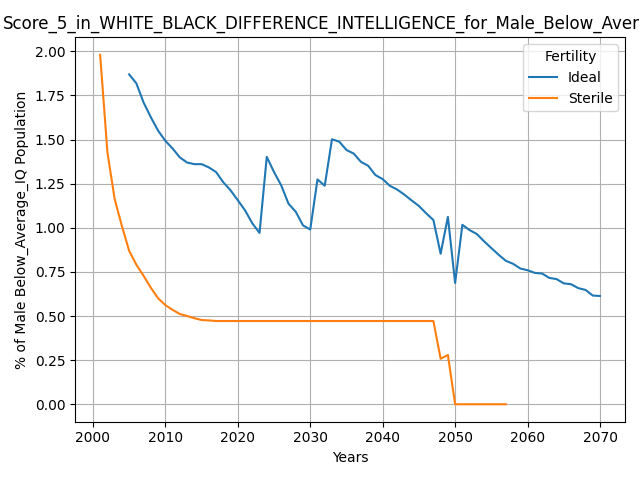 Score_5_in_WHITE_BLACK_DIFFERENCE_INTELLIGENCE_for_Male_Below_Aver
% of Male Below_Average_IQ Population
2.00
1.75
1.50
1.25
1.00
0.75
0.50
0.25
0.00
Fertility
Ideal
Sterile
2000 2010 2020 2030 2040 2050 2060 2070
Years